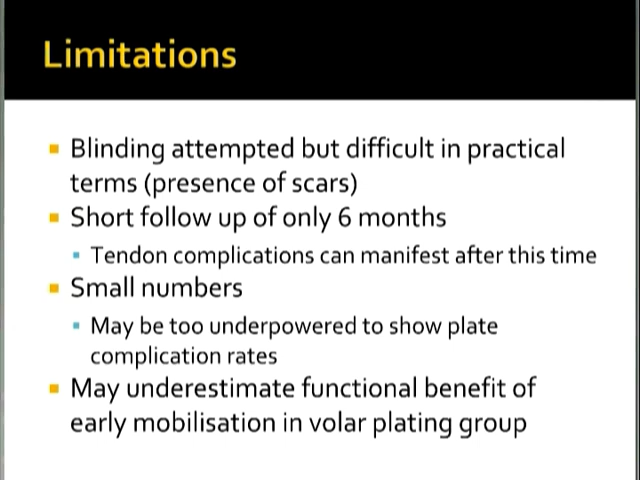 Limitations
Blinding attempted but difficult in practical
terms (presence of scars)
Short follow up of only 6 months
Tendon complications can manifest after this time
Small numbers
May be too underpowered to show plate
complication rates
May underestimate functional benefit of
early mobilisation in volar plating group